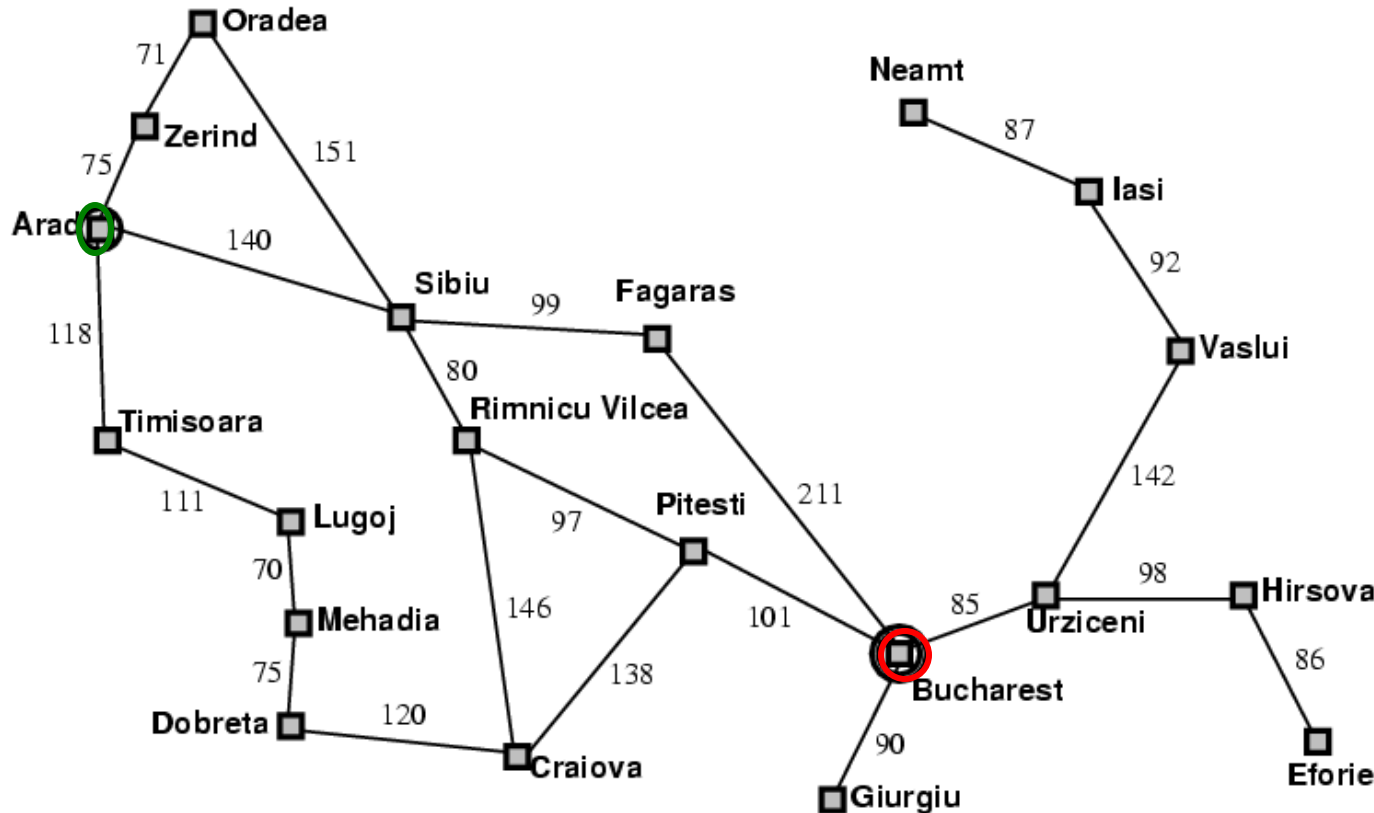 Oradea
71
Neamt
Zerind
87
151
75
Iasi
Arad
140
92
Sibiu
99
Fagaras
118
Vaslui
80
Timisoara
Rimnicu Vilcea
142
111
211
Lugoj
97
Pitesti
70
98
Hirsova
146
85
Mehadia
101
Urziceni
86
75
138
Bucharest
Dobreta
120
90
Craiova
Eforie
Giurgiu